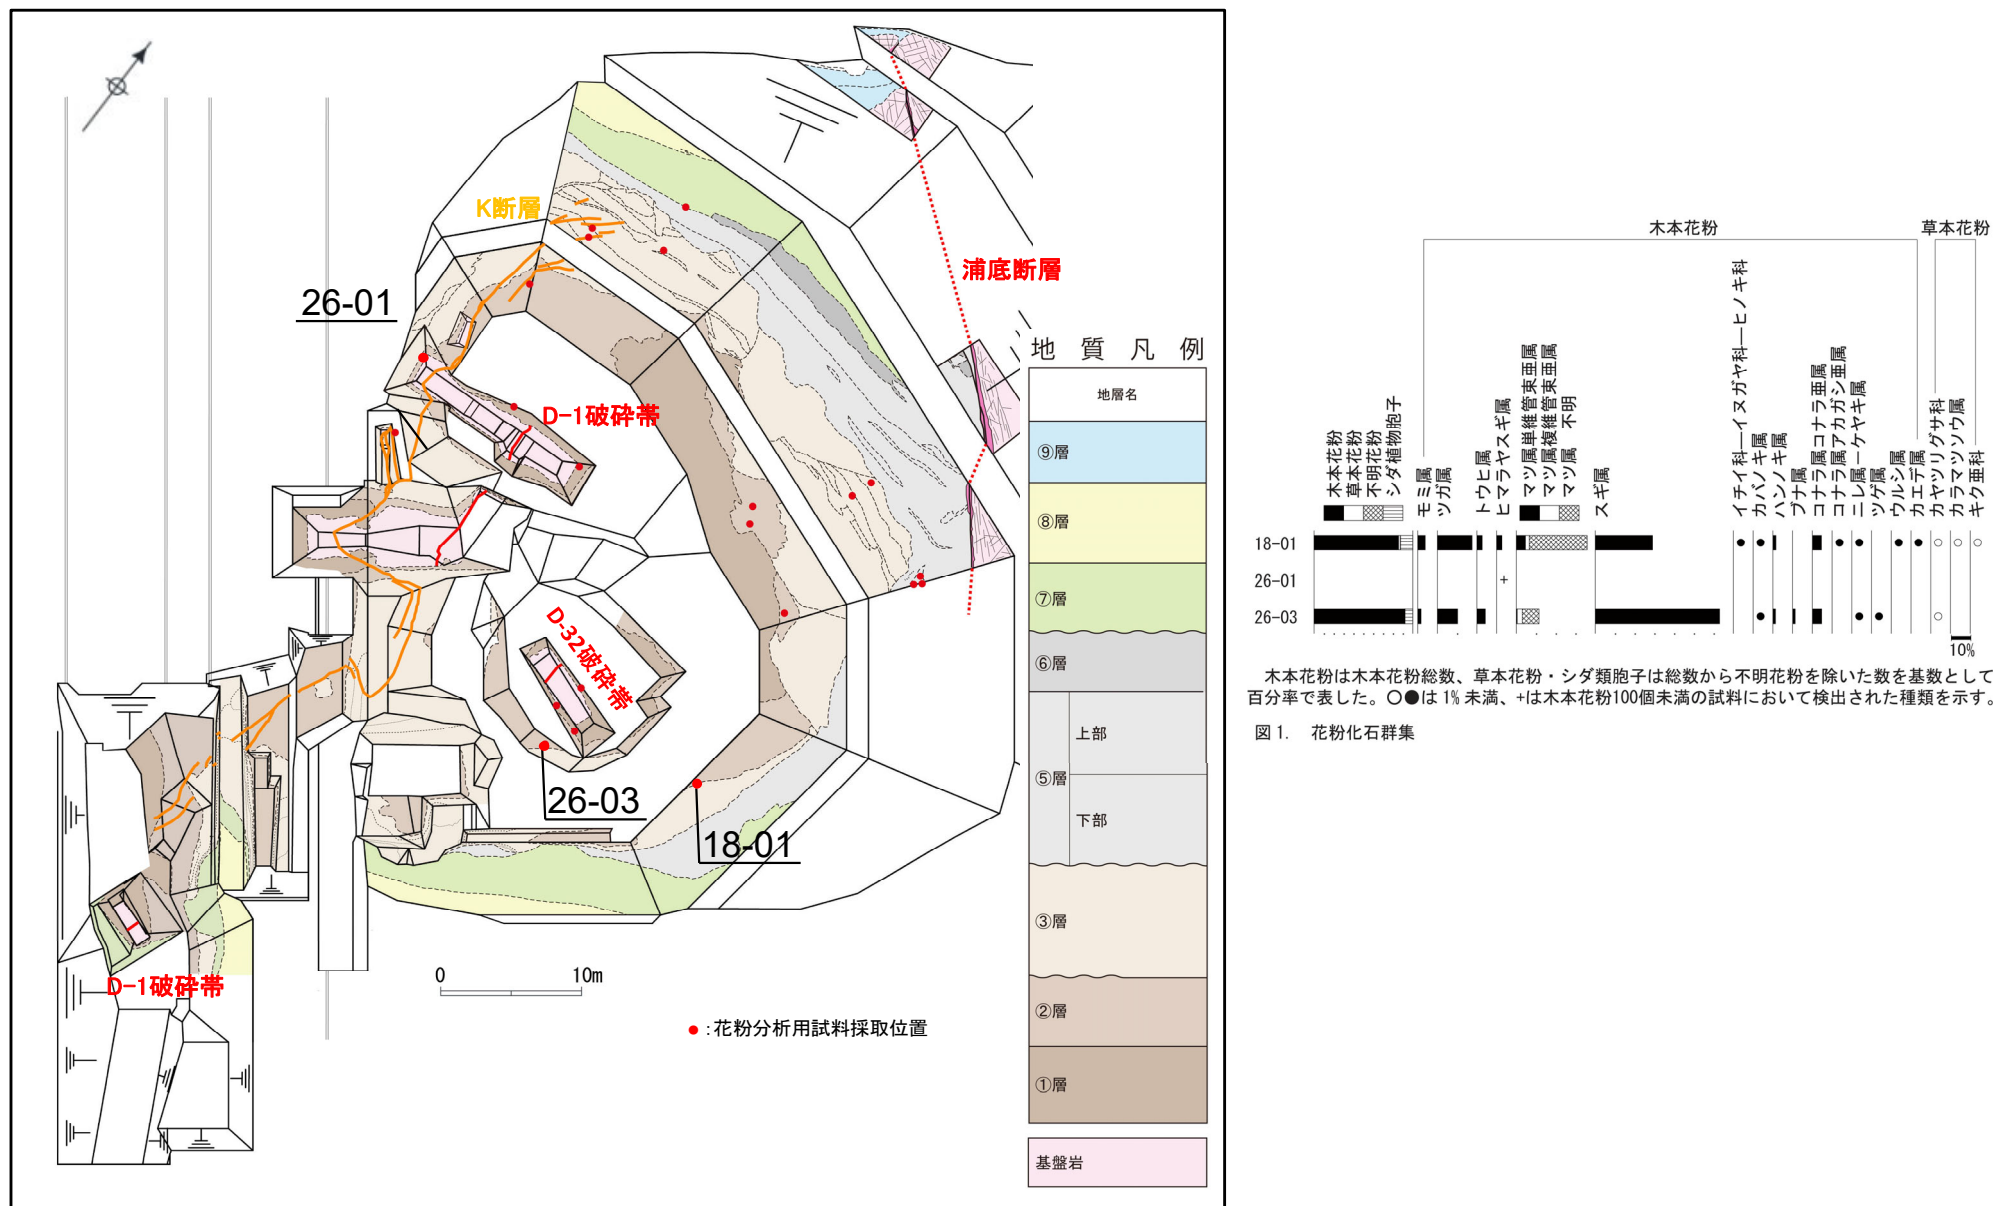 K断層
26-01
浦底断層
D-1破砕帯
D-32破砕帯
26-03
18-01
D-1破砕帯
0 10m
●:花粉分析用試料採取位置
地質凡例
地層名
⑨層
⑧層
⑦層
⑥層
上部
⑤層
下部
③層
②層
①層
基盤岩
木本花粉
草本花粉
木本花粉
草本花粉
不明花粉
シダ植物胞子
モミ属
ツガ属
トウヒ属
ヒマラヤスギ属
マツ属単維管束亜属
マツ属複維管束亜属
マツ属 不明
スギ属
イチイ科―イヌガヤ科―ヒノキ科
カバノキ属
ハンノキ属
ブナ属
コナラ属コナラ亜属
コナラ属アカガシ亜属
ニレ属―ケヤキ属
ツゲ属
ウルシ属
カエデ属
カヤツリグサ科
カラマツソウ属
キク亜科
18-01
26-01
+
26-03
10%
木本花粉は木本花粉総数、草本花粉・シダ類胞子は総数から不明花粉を除いた数を基数として
百分率で表した。○●は1%未満、+は木本花粉100個未満の試料において検出された種類を示す。
図1. 花粉化石群集